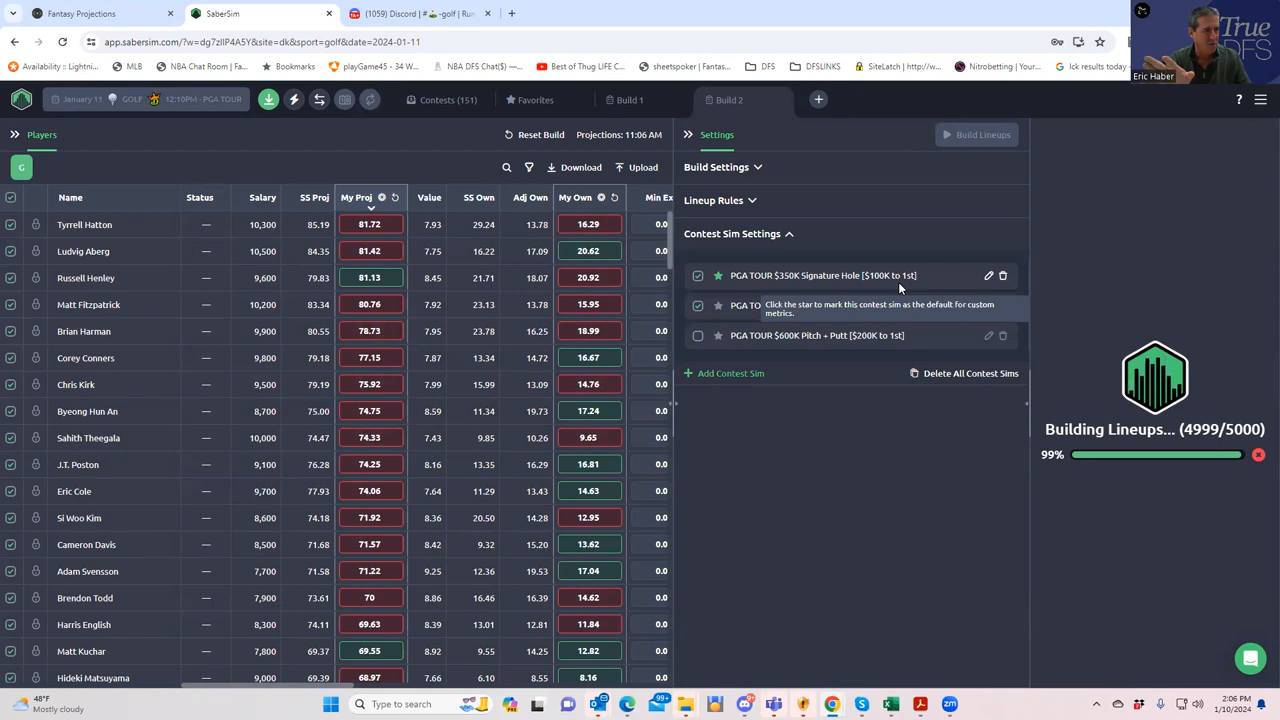 Fantasy Projections
SaberSim
(1059) Discord | #⛳-golf | Run
app.sabersim.com/?w=dg7zlIP4A5Y&site=dk&sport=golf&date=2024-01-11
Availability :: Lightni...
MLB
NBA Chat Room | Fa...
Bookmarks
playGame45 - 4 W...
NBA DFS Chat($) —...
Best of Thug LIFE C...
sheetspoker | Start...
DFS
DFSLINKS
SiteLatch | http://w...
Nitrobetting | Your...
Ick results today : t...
True
DFS
Eric Haber
January 11
GOLF
12:10PM · PGA TOUR
Contests (151)
Favorites
Build 1
Build 2
?
Players
Reset Build
Projections: 11:06 AM
G
Download
Upload
Name Status Salary SS Proj My Proj Value SS Own Adj Own My Own Min Ex
Tyrrell Hatton — 10,300 85.19 81.72 7.93 29.24 13.78 16.29 0.0
Ludvig Aberg — 10,500 84.35 81.42 7.75 16.22 17.09 20.62 0.0
Russell Henley — 9,600 79.83 81.13 8.45 21.71 18.07 20.92 0.0
Matt Fitzpatrick — 10,200 83.34 80.76 7.92 23.13 13.78 15.95 0.0
Brian Harman — 9,900 80.55 78.73 7.95 23.78 16.25 18.99 0.0
Corey Conners — 9,800 79.18 77.15 7.87 13.34 14.72 16.67 0.0
Chris Kirk — 9,500 79.19 75.92 7.99 15.99 13.09 14.76 0.0
Byeong Hun An — 8,700 75.00 74.75 8.59 11.34 19.73 17.24 0.0
Sahith Theegala — 10,000 74.47 74.33 7.43 9.85 10.26 9.65 0.0
J.T. Poston — 9,100 76.28 74.25 8.16 13.35 16.29 16.81 0.0
Eric Cole — 9,700 77.93 74.06 7.64 11.29 13.43 14.63 0.0
Si Woo Kim — 8,600 74.18 71.92 8.36 20.50 14.28 12.95 0.0
Cameron Davis — 8,500 71.68 71.57 8.42 9.32 15.20 13.62 0.0
Adam Svensson — 7,700 71.58 71.22 9.25 12.36 19.53 17.04 0.0
Brendon Todd — 7,900 73.61 70 8.86 16.46 16.39 14.62 0.0
Harris English — 8,300 74.11 69.63 8.39 13.01 12.81 11.84 0.0
Matt Kuchar — 7,800 69.37 69.55 8.92 9.55 14.25 12.82 0.0
Hideki Matsuyama — 9,000 69.39 68.97 7.66 6.10 8.55 8.16 0.0
Settings
Build Lineups
Build Settings
Lineup Rules
Contest Sim Settings
PGA TOUR $350K Signature Hole [$100K to 1st]
PGA TO
Click the star to mark this contest sim as the default for custom
metrics.
PGA TOUR $600K Pitch + Putt [$200K to 1st]
+ Add Contest Sim
Delete All Contest Sims
Building Lineups... (4999/5000)
99%
48°F
Mostly cloudy
Type to search
99+
2:06 PM
1/10/2024